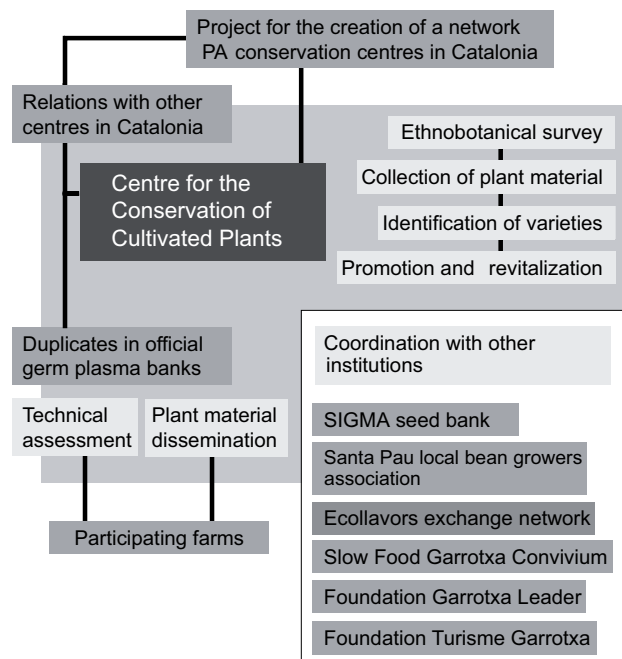 Project for the creation of a network
PA conservation centres in Catalonia
Relations with other
centres in Catalonia
Ethnobotanical survey
Collection of plant material
Identification of varieties
Promotion and revitalization
Centre for the
Conservation of
Cultivated Plants
Duplicates in official
germ plasma banks
Technical
assessment
Plant material
dissemination
Participating farms
Coordination with other
institutions
SIGMA seed bank
Santa Pau local bean growers
association
Ecollavors exchange network
Slow Food Garrotxa Convivium
Foundation Garrotxa Leader
Foundation Turisme Garrotxa